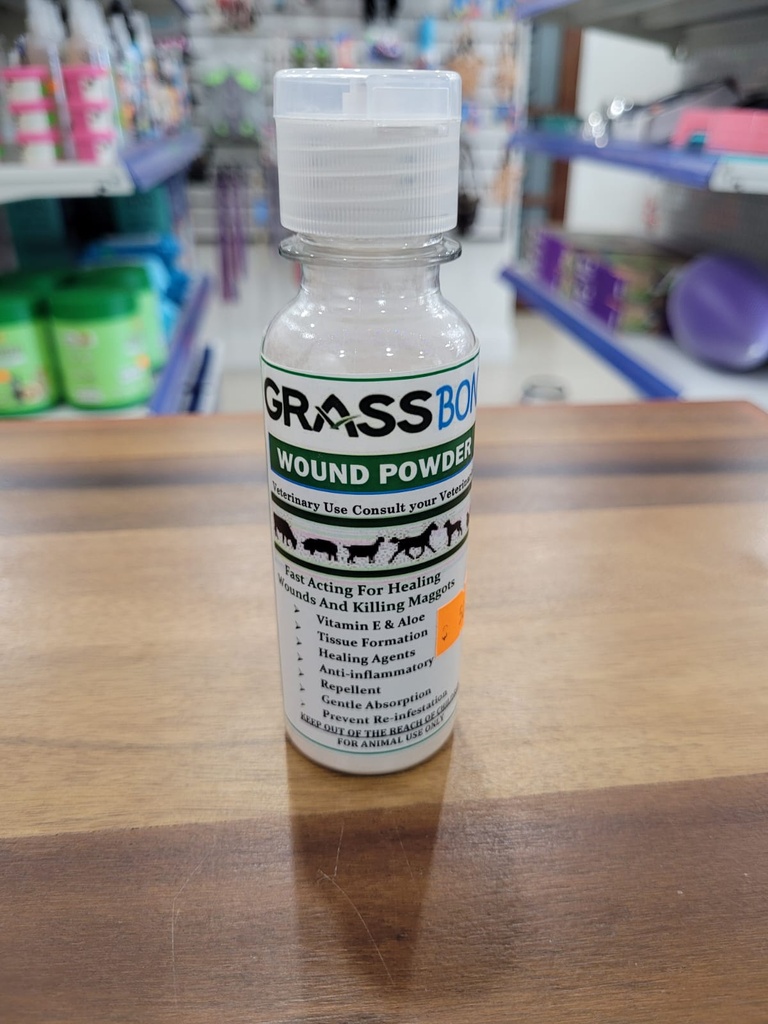 GRASSBON
WOUND POWDER
Veterinary Use Consult your
Fast Acting For Healing
Wounds And Killing Maggots
Vitamin E & Aloe
Tissue Formation
Healing Agents
Anti-inflammatory
Repellent
Gentle Absorption
Prevent Re-infestation
KEEP OUT OF THE REACH OF
FOR ANIMAL USE ONLY